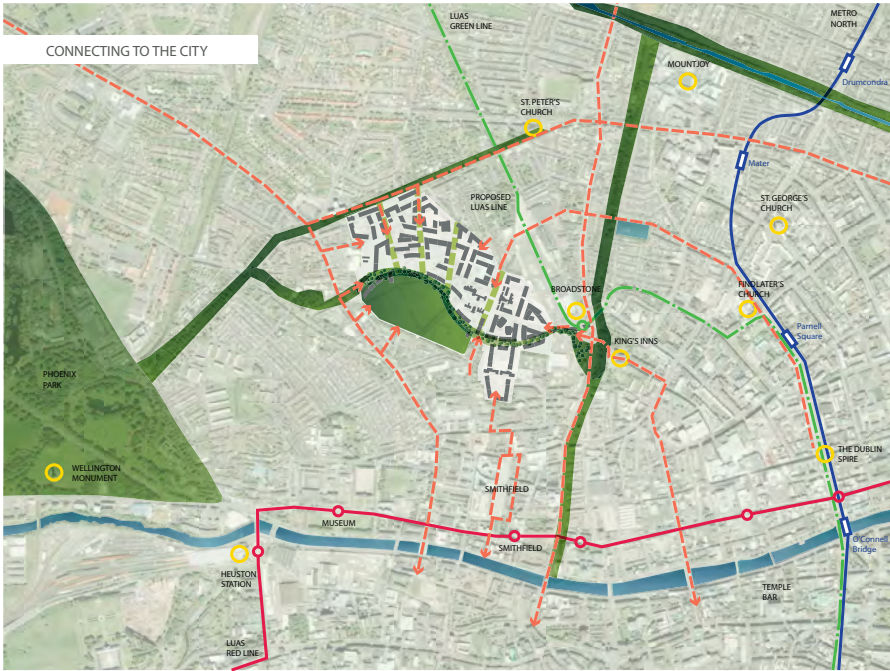 CONNECTING TO THE CITY
LUAS
GREEN LINE
METRO
NORTH
MOUNTJOY
Drumcondra
ST. PETER'S
CHURCH
Mater
PROPOSED
LUAS LINE
ST. GEORGE'S
CHURCH
BROADSTONE
FINDLATER'S
CHURCH
Parnell
Square
KING'S INNS
PHOENIX
PARK
WELLINGTON
MONUMENT
THE DUBLIN
SPIRE
SMITHFIELD
MUSEUM
SMITHFIELD
O'Connell
Bridge
HEUSTON
STATION
TEMPLE
BAR
LUAS
RED LINE